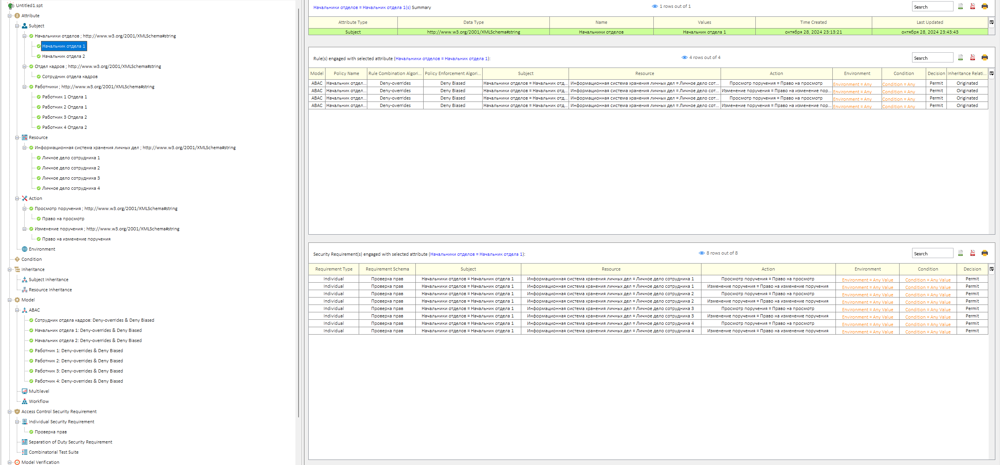 Untitled1.spt
Attribute
Subject
Начальники отделов ; http://www.w3.org/2001/XMLSchema#string
Начальник отдела 1
Начальник отдела 2
Отдел кадров ; http://www.w3.org/2001/XMLSchema#string
Сотрудник отдела кадров
Работники ; http://www.w3.org/2001/XMLSchema#string
Работник 1 Отдела 1
Работник 2 Отдела 1
Работник 3 Отдела 2
Работник 4 Отдела 2
Resource
Информационная система хранения личных дел ; http://www.w3.org/2001/XMLSchema#string
Личное дело сотрудника 1
Личное дело сотрудника 2
Личное дело сотрудника 3
Личное дело сотрудника 4
Action
Просмотр поручения ; http://www.w3.org/2001/XMLSchema#string
Право на просмотр
Изменение поручения ; http://www.w3.org/2001/XMLSchema#string
Право на изменение поручения
Environment
Condition
Inheritance
Subject Inheritance
Resource Inheritance
Model
ABAC
Сотрудник отдела кадров: Deny-overrides & Deny Biased
Начальник отдела 1: Deny-overrides & Deny Biased
Начальник отдела 2: Deny-overrides & Deny Biased
Работник 1: Deny-overrides & Deny Biased
Работник 2: Deny-overrides & Deny Biased
Работник 3: Deny-overrides & Deny Biased
Работник 4: Deny-overrides & Deny Biased
Multilevel
Workflow
Access Control Security Requirement
Individual Security Requirement
Проверка прав
Separation of Duty Security Requirement
Combinatorial Test Suite
Model Verification
Начальники отделов = Начальник отдела 1(s) Summary 1 rows out of 1 Search
Attribute Type Data Type Name Values Time Created Last Updated
Subject http://www.w3.org/2001/XMLSchema#string Начальники отделов Начальник отдела 1 октября 28, 2024 23:13:21 октября 28, 2024 23:43:43
Rule(s) engaged with selected attribute (Начальники отделов = Начальник отдела 1): 4 rows out of 4 Search
Model Policy Name Rule Combination Algori... Policy Enforcement Algori... Subject Resource Action Environment Condition Decision Inheritance Relati...
ABAC Начальник отдел... Deny-overrides Deny Biased Начальники отделов = Начальник отд... Информационная система хранения личных дел = Личное дело сот... Просмотр поручения = Право на просмотр Environment = Any Condition = Any Permit Originated
ABAC Начальник отдел... Deny-overrides Deny Biased Начальники отделов = Начальник отд... Информационная система хранения личных дел = Личное дело сот... Изменение поручения = Право на изменение пор... Environment = Any Condition = Any Permit Originated
ABAC Начальник отдел... Deny-overrides Deny Biased Начальники отделов = Начальник отд... Информационная система хранения личных дел = Личное дело сот... Просмотр поручения = Право на просмотр Environment = Any Condition = Any Permit Originated
ABAC Начальник отдел... Deny-overrides Deny Biased Начальники отделов = Начальник отд... Информационная система хранения личных дел = Личное дело сот... Изменение поручения = Право на изменение пор... Environment = Any Condition = Any Permit Originated
Security Requirement(s) engaged with selected attribute (Начальники отделов = Начальник отдела 1): 8 rows out of 8 Search
Requirement Type Requirement Schema Subject Resource Action Environment Condition Decision
Individual Проверка прав Начальники отделов = Начальник отдела 1 Информационная система хранения личных дел = Личное дело сотрудника 1 Просмотр поручения = Право на просмотр Environment = Any Value Condition = Any Value Permit
Individual Проверка прав Начальники отделов = Начальник отдела 1 Информационная система хранения личных дел = Личное дело сотрудника 1 Изменение поручения = Право на изменение поручения Environment = Any Value Condition = Any Value Permit
Individual Проверка прав Начальники отделов = Начальник отдела 1 Информационная система хранения личных дел = Личное дело сотрудника 2 Просмотр поручения = Право на просмотр Environment = Any Value Condition = Any Value Permit
Individual Проверка прав Начальники отделов = Начальник отдела 1 Информационная система хранения личных дел = Личное дело сотрудника 2 Изменение поручения = Право на изменение поручения Environment = Any Value Condition = Any Value Permit
Individual Проверка прав Начальники отделов = Начальник отдела 1 Информационная система хранения личных дел = Личное дело сотрудника 3 Просмотр поручения = Право на просмотр Environment = Any Value Condition = Any Value Permit
Individual Проверка прав Начальники отделов = Начальник отдела 1 Информационная система хранения личных дел = Личное дело сотрудника 3 Изменение поручения = Право на изменение поручения Environment = Any Value Condition = Any Value Permit
Individual Проверка прав Начальники отделов = Начальник отдела 1 Информационная система хранения личных дел = Личное дело сотрудника 4 Просмотр поручения = Право на просмотр Environment = Any Value Condition = Any Value Permit
Individual Проверка прав Начальники отделов = Начальник отдела 1 Информационная система хранения личных дел = Личное дело сотрудника 4 Изменение поручения = Право на изменение поручения Environment = Any Value Condition = Any Value Permit